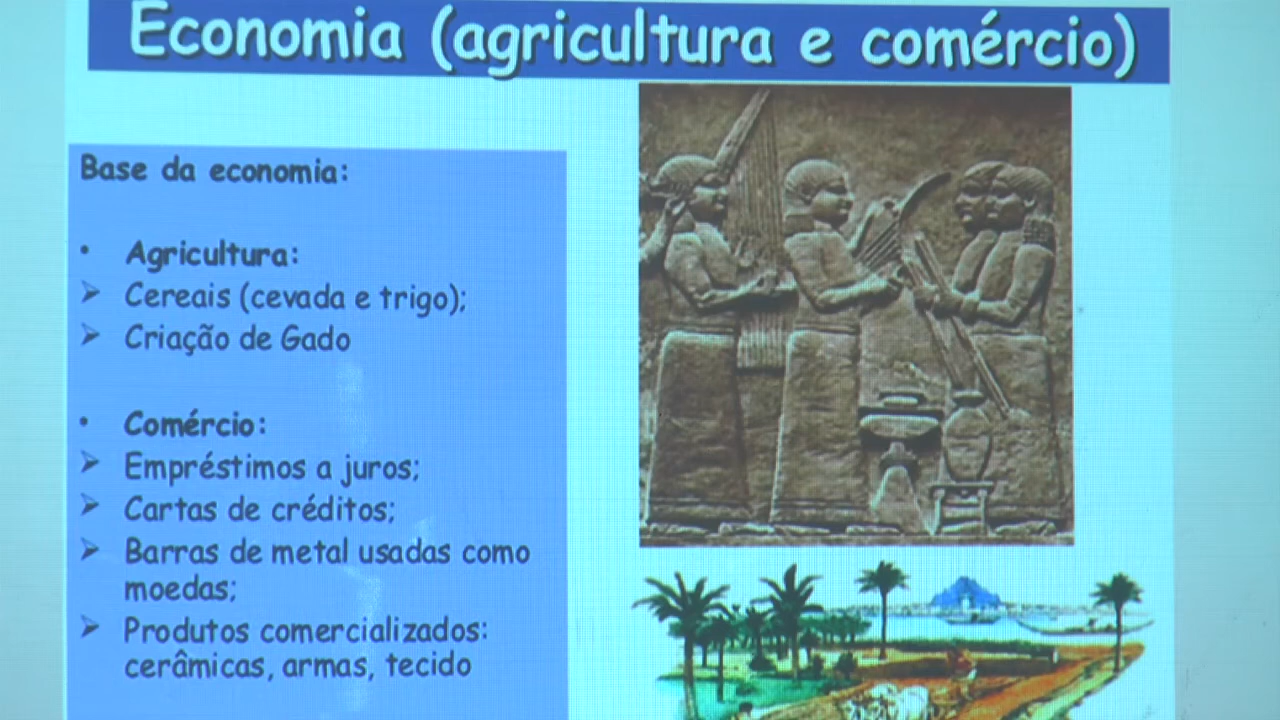 Economia (agricultura e comércio)
Base da economia:
• Agricultura:
➢ Cereais (cevada e trigo);
➢ Criação de Gado
• Comércio:
➢ Empréstimos a juros;
➢ Cartas de créditos;
➢ Barras de metal usadas como
moedas;
➢ Produtos comercializados:
cerâmicas, armas, tecido